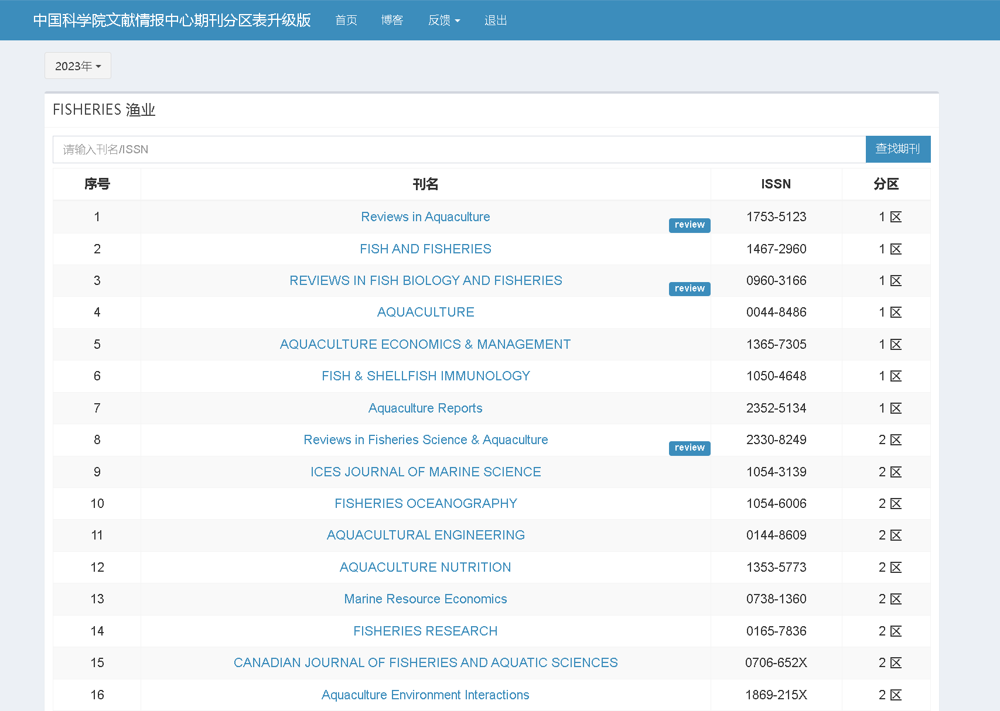 中国科学院文献情报中心期刊分区表升级版 首页 博客 反馈 退出
2023年
FISHERIES 渔业
请输入刊名/ISSN 查找期刊
序号 刊名 ISSN 分区
1 Reviews in Aquaculture review 1753-5123 1 区
2 FISH AND FISHERIES 1467-2960 1 区
3 REVIEWS IN FISH BIOLOGY AND FISHERIES review 0960-3166 1 区
4 AQUACULTURE 0044-8486 1 区
5 AQUACULTURE ECONOMICS & MANAGEMENT 1365-7305 1 区
6 FISH & SHELLFISH IMMUNOLOGY 1050-4648 1 区
7 Aquaculture Reports 2352-5134 1 区
8 Reviews in Fisheries Science & Aquaculture review 2330-8249 2 区
9 ICES JOURNAL OF MARINE SCIENCE 1054-3139 2 区
10 FISHERIES OCEANOGRAPHY 1054-6006 2 区
11 AQUACULTURAL ENGINEERING 0144-8609 2 区
12 AQUACULTURE NUTRITION 1353-5773 2 区
13 Marine Resource Economics 0738-1360 2 区
14 FISHERIES RESEARCH 0165-7836 2 区
15 CANADIAN JOURNAL OF FISHERIES AND AQUATIC SCIENCES 0706-652X 2 区
16 Aquaculture Environment Interactions 1869-215X 2 区